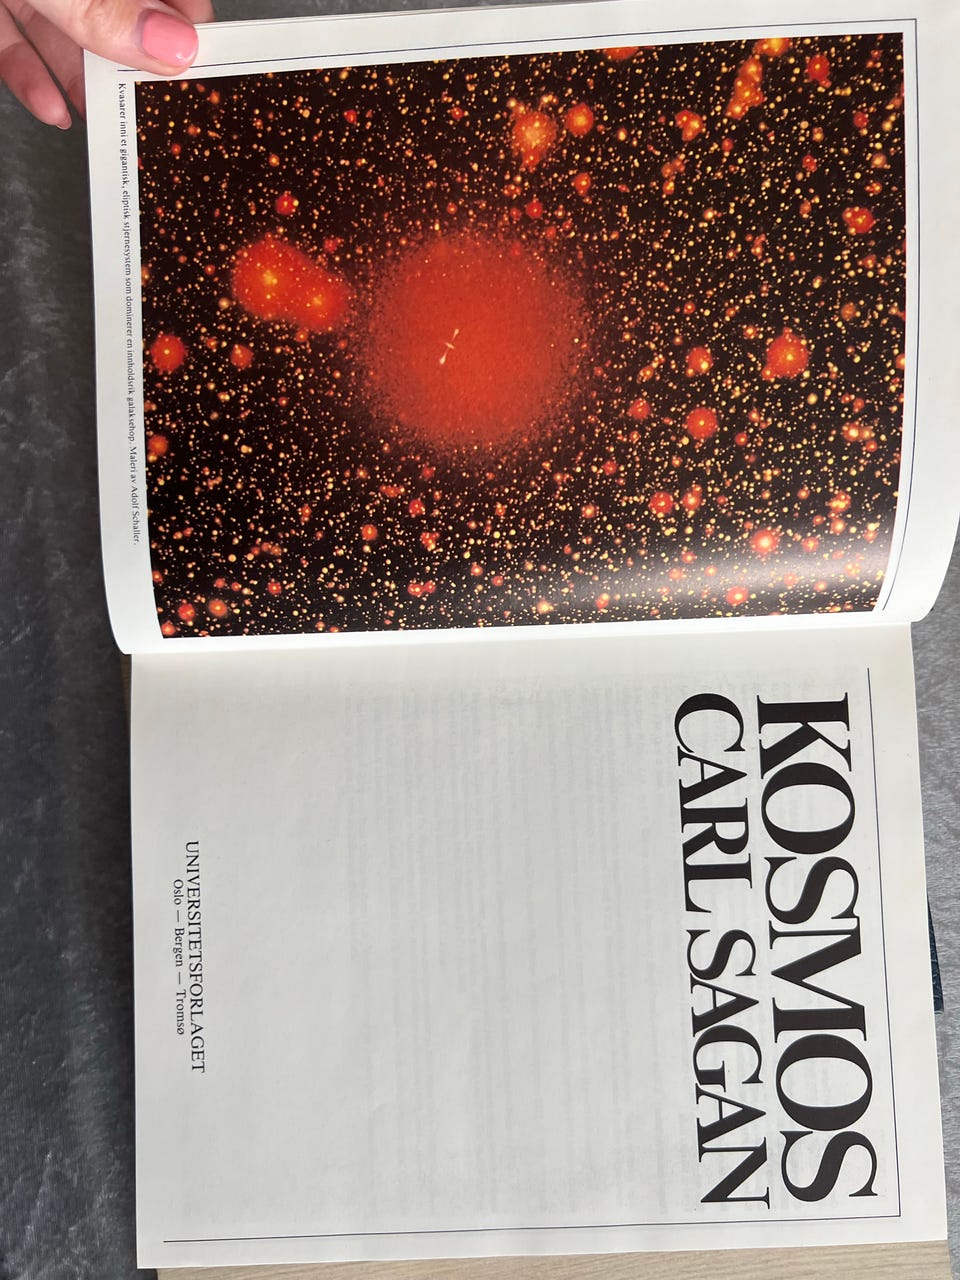 Kvasarer inni et gigantisk, eliptisk stjernesystem som dominerer en innholdsrik galaksehop. Maleri av Adolf Schaller.
KOSMOS
CARL SAGAN
UNIVERSITETSFORLAGET
Oslo — Bergen — Tromsø